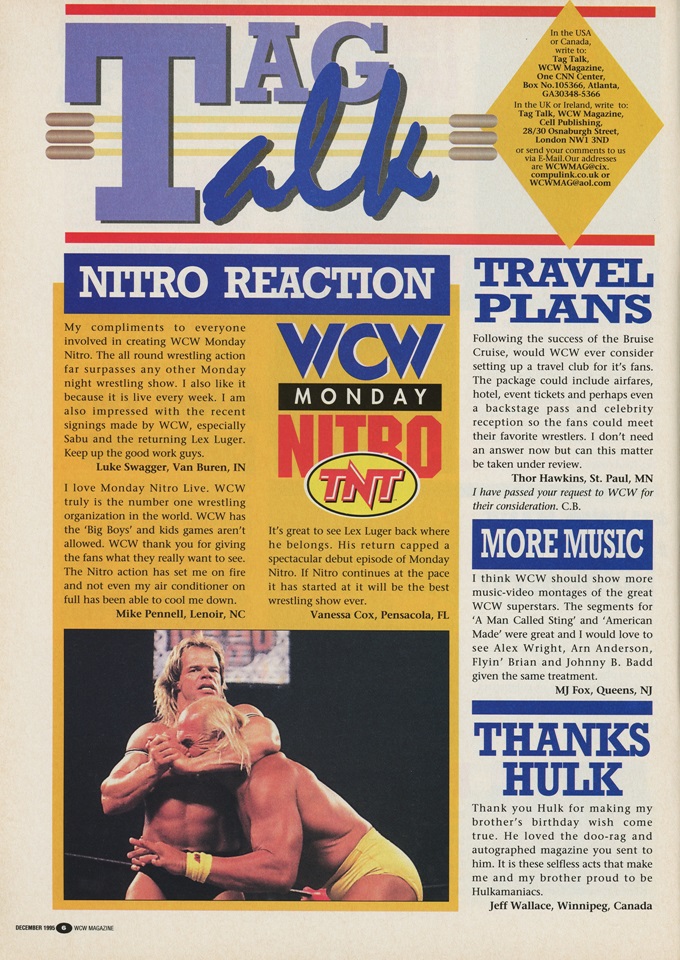 TAG
Talk
In the USA
or Canada,
write to:
Tag Talk,
WCW Magazine,
One CNN Center,
Box No.105366, Atlanta,
GA30348-5366
In the UK or Ireland, write to:
Tag Talk, WCW Magazine,
Cell Publishing,
28/30 Osnaburgh Street,
London NW1 3ND
or send your comments to us
via E-Mail.Our addresses
are WCWMAG@cix.
compulink.co.uk or
WCWMAG@aol.com
NITRO REACTION
My compliments to everyone
involved in creating WCW Monday
Nitro. The all round wrestling action
far surpasses any other Monday
night wrestling show. I also like it
because it is live every week. I am
also impressed with the recent
signings made by WCW, especially
Sabu and the returning Lex Luger.
Keep up the good work guys.
Luke Swagger, Van Buren, IN
I love Monday Nitro Live. WCW
truly is the number one wrestling
organization in the world. WCW has
the ‘Big Boys’ and kids games aren’t
allowed. WCW thank you for giving
the fans what they really want to see.
The Nitro action has set me on fire
and not even my air conditioner on
full has been able to cool me down.
Mike Pennell, Lenoir, NC
WCW
MONDAY
NITRO
TNT
It’s great to see Lex Luger back where
he belongs. His return capped a
spectacular debut episode of Monday
Nitro. If Nitro continues at the pace
it has started at it will be the best
wrestling show ever.
Vanessa Cox, Pensacola, FL
TRAVEL
PLANS
Following the success of the Bruise
Cruise, would WCW ever consider
setting up a travel club for it’s fans.
The package could include airfares,
hotel, event tickets and perhaps even
a backstage pass and celebrity
reception so the fans could meet
their favorite wrestlers. I don’t need
an answer now but can this matter
be taken under review.
Thor Hawkins, St. Paul, MN
I have passed your request to WCW for
their consideration. C.B.
MORE MUSIC
I think WCW should show more
music-video montages of the great
WCW superstars. The segments for
‘A Man Called Sting’ and ‘American
Made’ were great and I would love to
see Alex Wright, Arn Anderson,
Flyin’ Brian and Johnny B. Badd
given the same treatment.
MJ Fox, Queens, NJ
THANKS
HULK
Thank you Hulk for making my
brother’s birthday wish come
true. He loved the doo-rag and
autographed magazine you sent to
him. It is these selfless acts that make
me and my brother proud to be
Hulkamaniacs.
Jeff Wallace, Winnipeg, Canada
DECEMBER 1995 6 WCW MAGAZINE